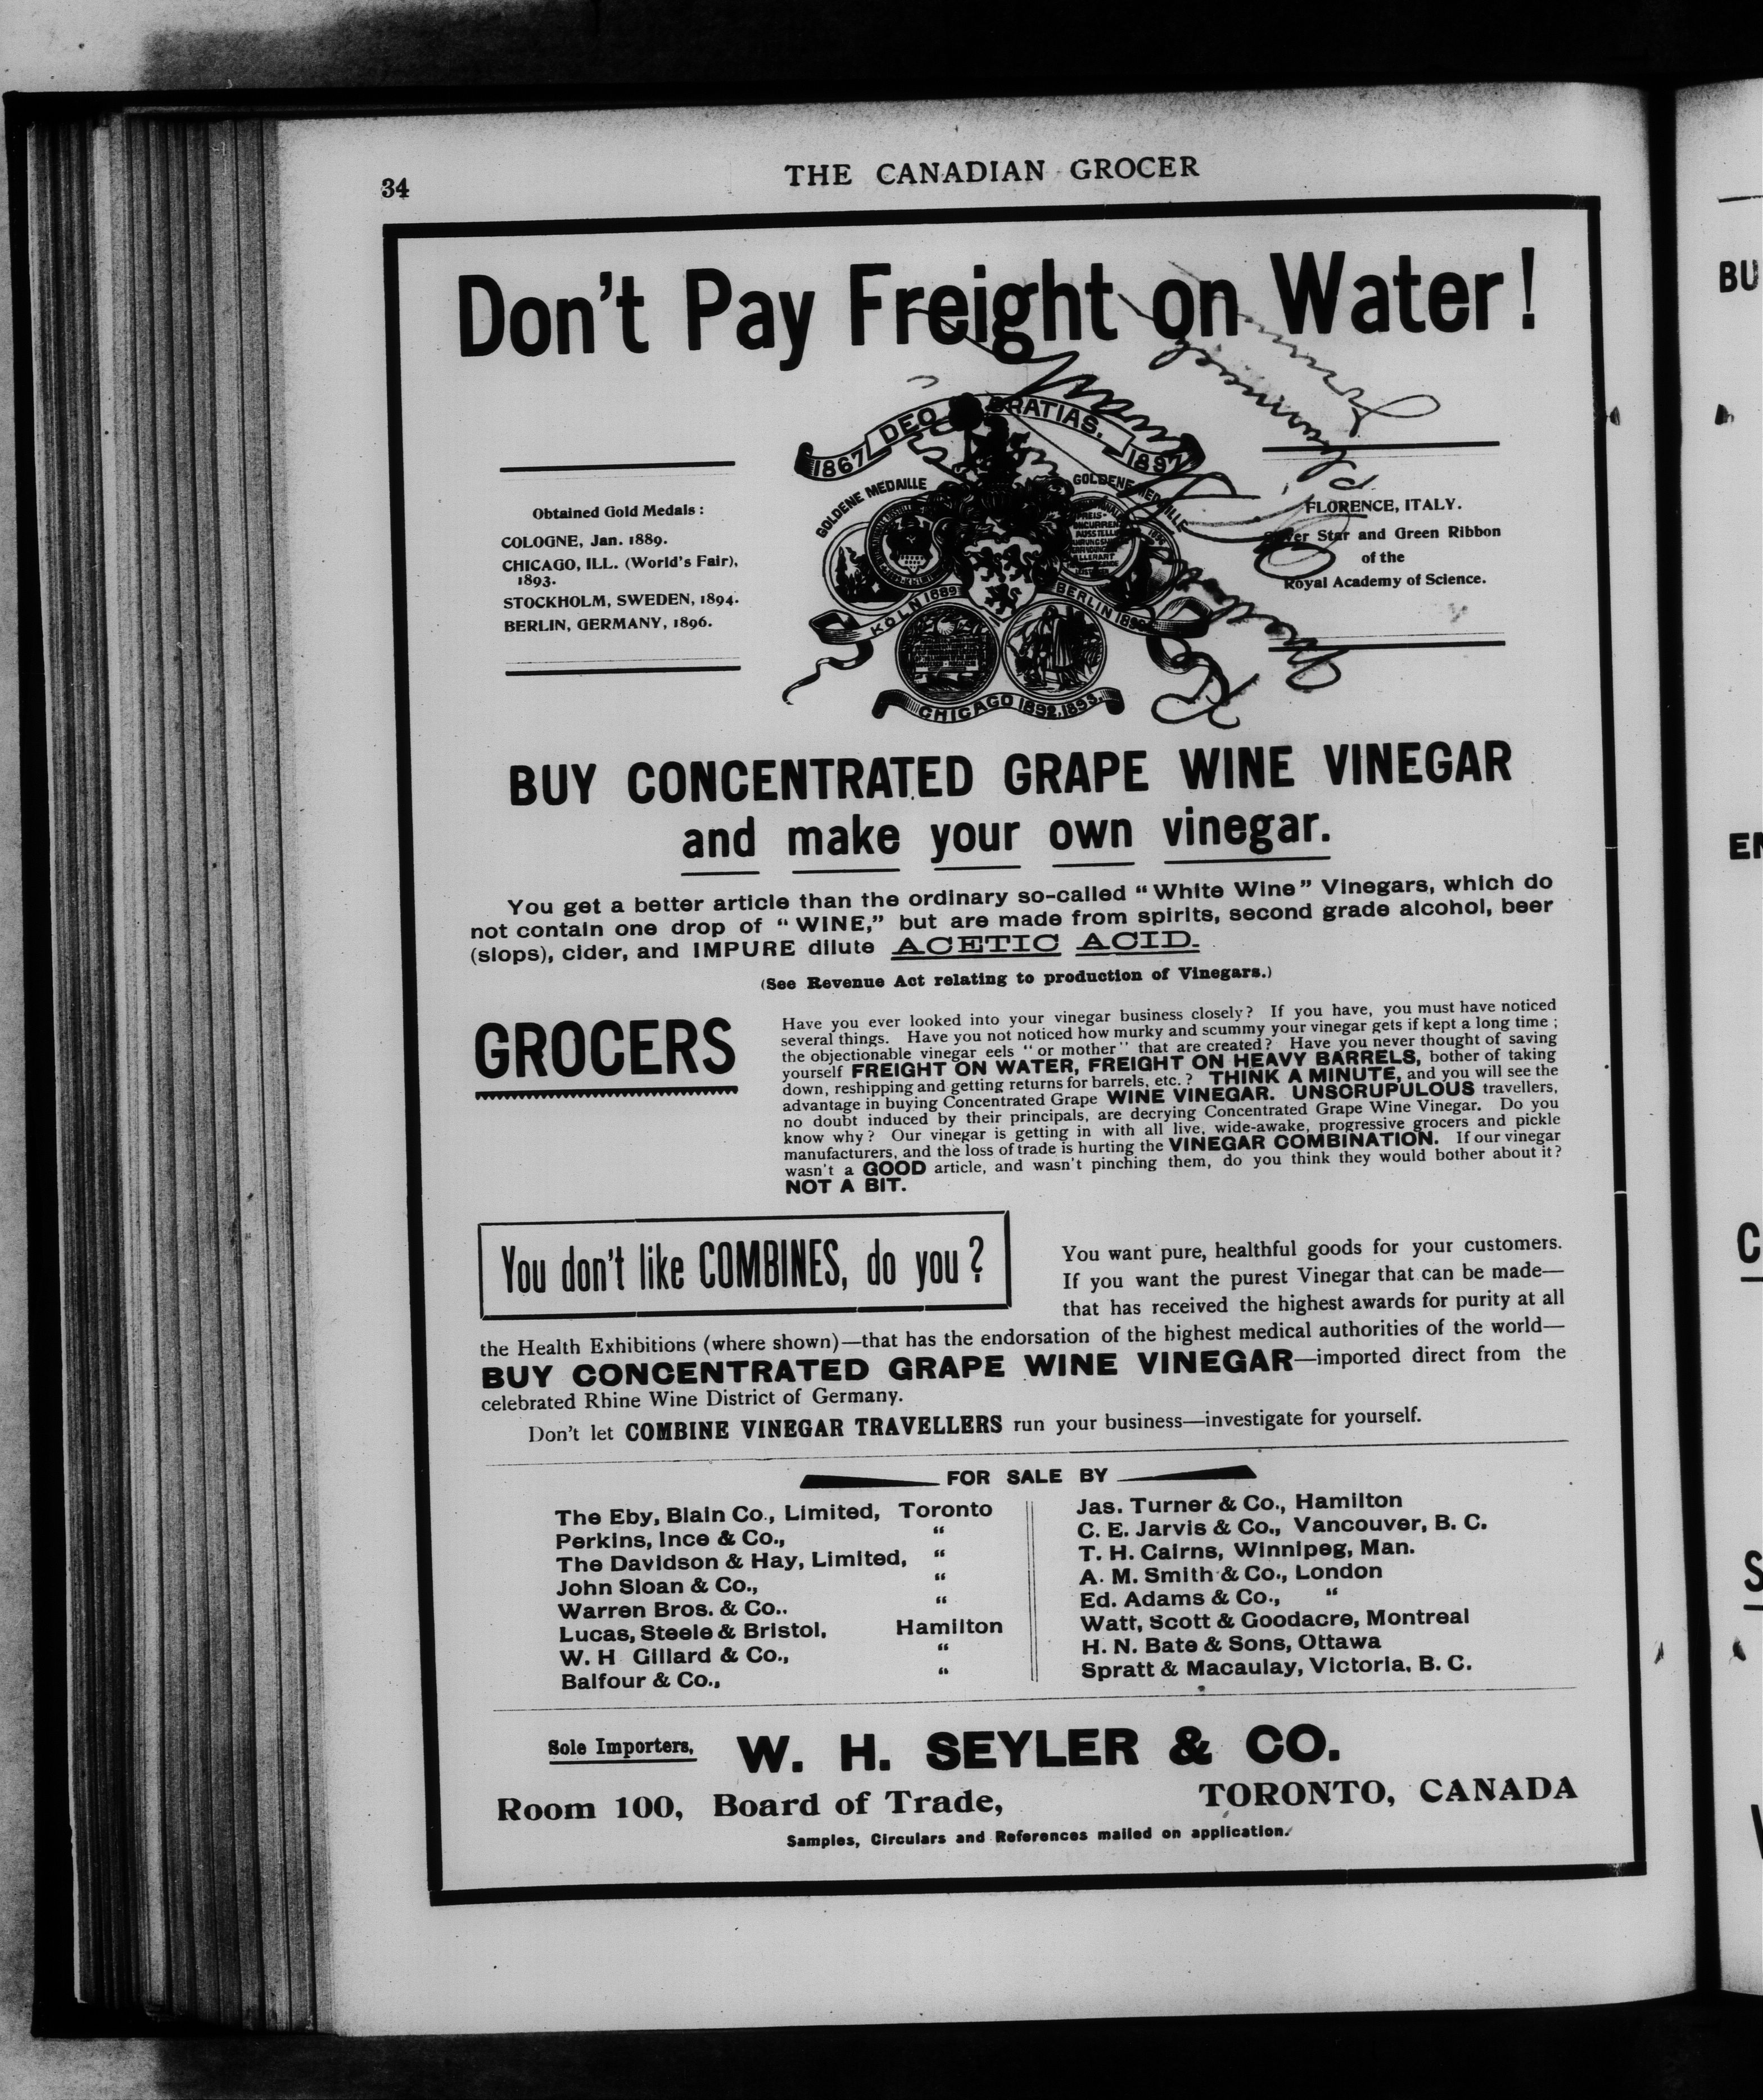 34
THE CANADIAN GROCER
Don't Pay Freight on Water!
1867 DEO GRATIAS. 1897
GOLDENE MEDAILLE
GOLDENE MEDAILLE
KÖLN 1889
BERLIN
CHICAGO 1892,1893.
Obtained Gold Medals:
COLOGNE, Jan. 1889.
CHICAGO, ILL. (World's Fair),
1893.
STOCKHOLM, SWEDEN, 1894.
BERLIN, GERMANY, 1896.
FLORENCE, ITALY.
Star and Green Ribbon
of the
Royal Academy of Science.
BUY CONCENTRATED GRAPE WINE VINEGAR
and make your own vinegar.
You get a better article than the ordinary so-called "White Wine" Vinegars, which do
not contain one drop of "WINE," but are made from spirits, second grade alcohol, beer
(slops), cider, and IMPURE dilute ACETIC ACID.
(See Revenue Act relating to production of Vinegars.)
GROCERS
Have you ever looked into your vinegar business closely? If you have, you must have noticed
several things. Have you not noticed how murky and scummy your vinegar gets if kept a long time;
the objectionable vinegar eels "or mother" that are created? Have you never thought of saving
yourself FREIGHT ON WATER, FREIGHT ON HEAVY BARRELS, bother of taking
down, reshipping and getting returns for barrels, etc.? THINK A MINUTE, and you will see the
advantage in buying Concentrated Grape WINE VINEGAR. UNSCRUPULOUS travellers,
no doubt induced by their principals, are decrying Concentrated Grape Wine Vinegar. Do you
know why? Our vinegar is getting in with all live, wide-awake, progressive grocers and pickle
manufacturers, and the loss of trade is hurting the VINEGAR COMBINATION. If our vinegar
wasn't a GOOD article, and wasn't pinching them, do you think they would bother about it?
NOT A BIT.
You don't like COMBINES, do you?
You want pure, healthful goods for your customers.
If you want the purest Vinegar that can be made—
that has received the highest awards for purity at all
the Health Exhibitions (where shown)—that has the endorsation of the highest medical authorities of the world—
BUY CONCENTRATED GRAPE WINE VINEGAR—imported direct from the
celebrated Rhine Wine District of Germany.
Don't let COMBINE VINEGAR TRAVELLERS run your business—investigate for yourself.
FOR SALE BY
The Eby, Blain Co., Limited, Toronto
Perkins, Ince & Co., "
The Davidson & Hay, Limited, "
John Sloan & Co., "
Warren Bros. & Co.. "
Lucas, Steele & Bristol, Hamilton
W. H Gillard & Co., "
Balfour & Co., "
Jas. Turner & Co., Hamilton
C. E. Jarvis & Co., Vancouver, B. C.
T. H. Cairns, Winnipeg, Man.
A. M. Smith & Co., London
Ed. Adams & Co., "
Watt, Scott & Goodacre, Montreal
H. N. Bate & Sons, Ottawa
Spratt & Macaulay, Victoria, B. C.
Sole Importers, W. H. SEYLER & CO.
Room 100, Board of Trade, TORONTO, CANADA
Samples, Circulars and References mailed on application.